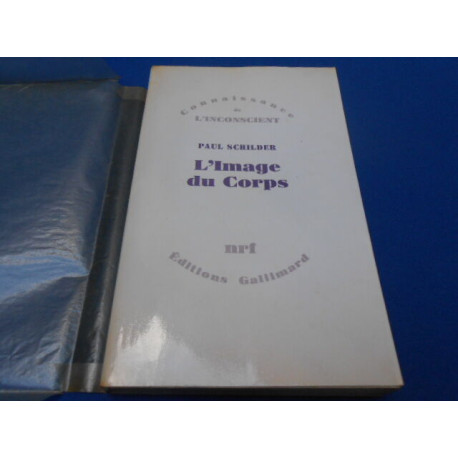 Connaissance
de
L'INCONSCIENT
PAUL SCHILDER
L'Image
du Corps
nrf
Éditions Gallimard